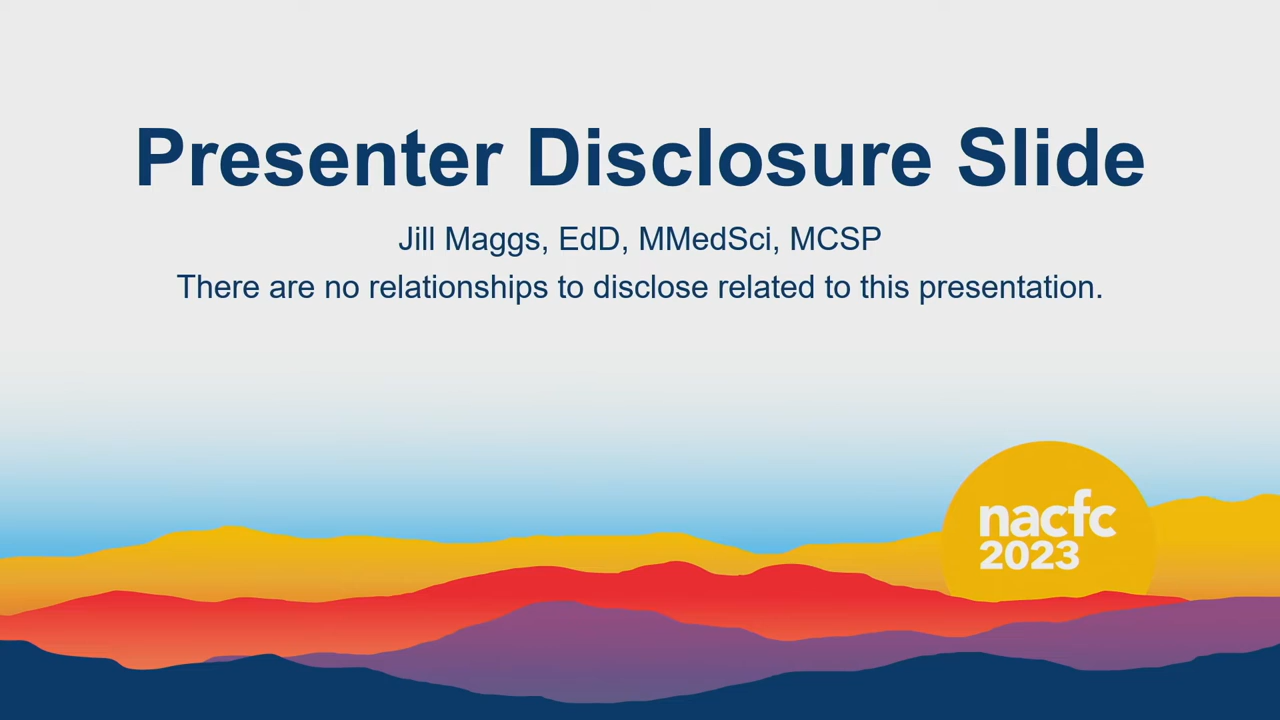 Presenter Disclosure Slide
Jill Maggs, EdD, MMedSci, MCSP
There are no relationships to disclose related to this presentation.
nacfc
2023